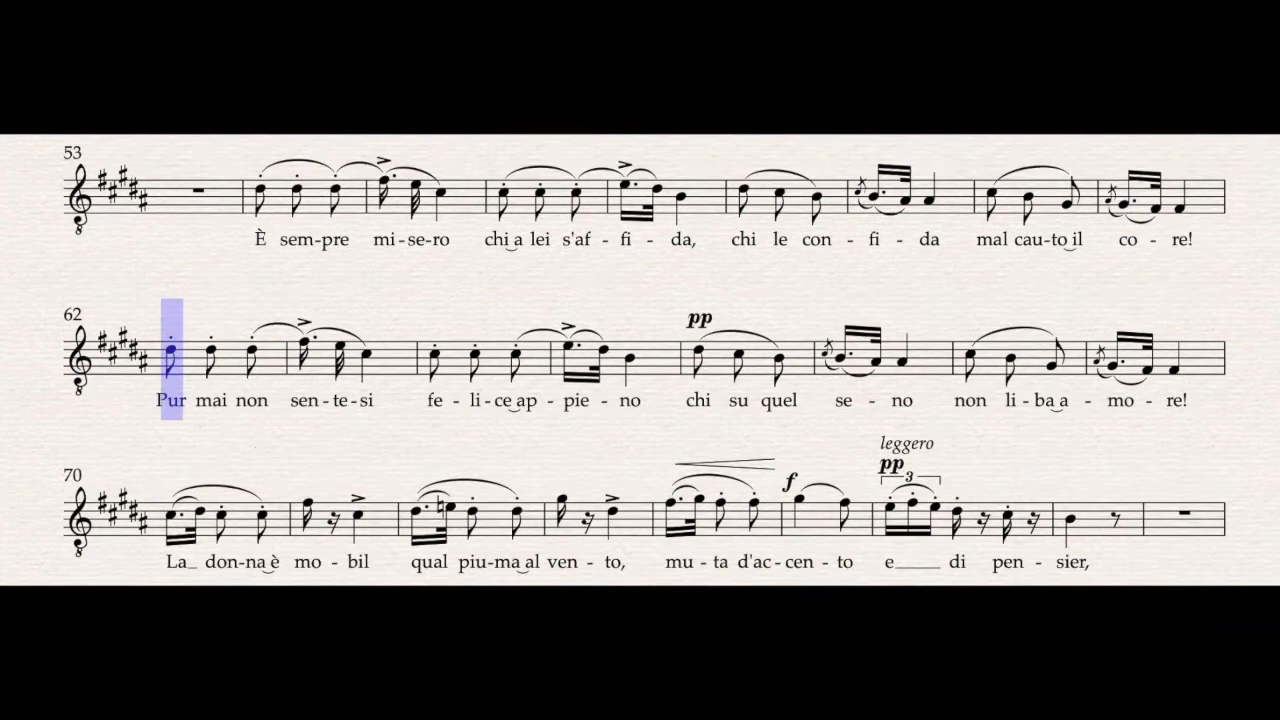 53
È sem-pre mi-se-ro chi a lei s'af-fi-da, chi le con-fi-da mal cau-to il co-re!
62
pp
Pur mai non sen-te-si fe-li-ce ap-pie-no chi su quel se-no non li-ba a-mo-re!
70
leggero
f pp
3
La don-na è mo-bil qual piu-ma al ven-to, mu-ta d'ac-cen-to e di pen-sier,